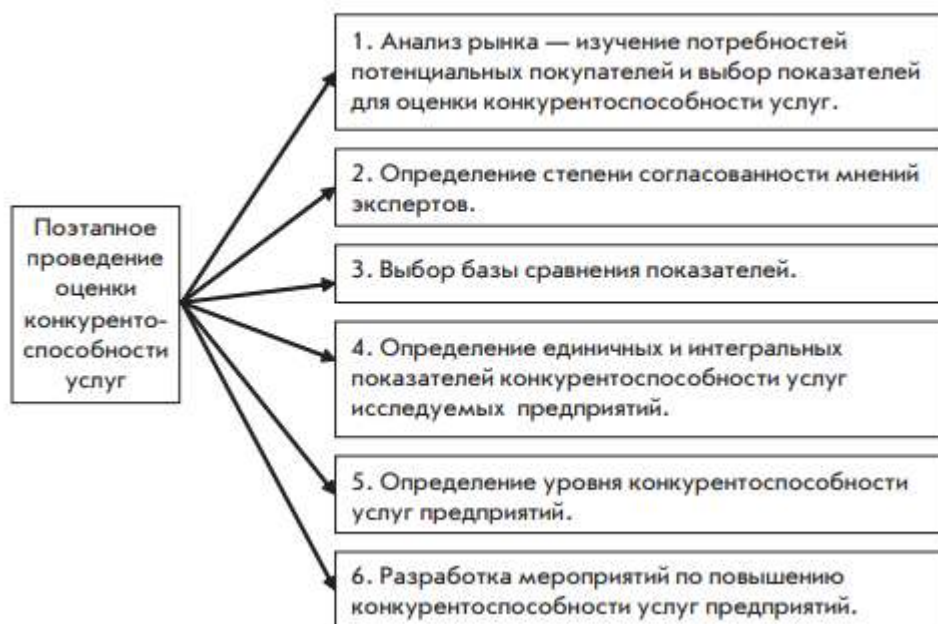 Поэтапное
проведение
оценки
конкуренто-
способности
услуг
1. Анализ рынка — изучение потребностей
потенциальных покупателей и выбор показателей
для оценки конкурентоспособности услуг.
2. Определение степени согласованности мнений
экспертов.
3. Выбор базы сравнения показателей.
4. Определение единичных и интегральных
показателей конкурентоспособности услуг
исследуемых предприятий.
5. Определение уровня конкурентоспособности
услуг предприятий.
6. Разработка мероприятий по повышению
конкурентоспособности услуг предприятий.